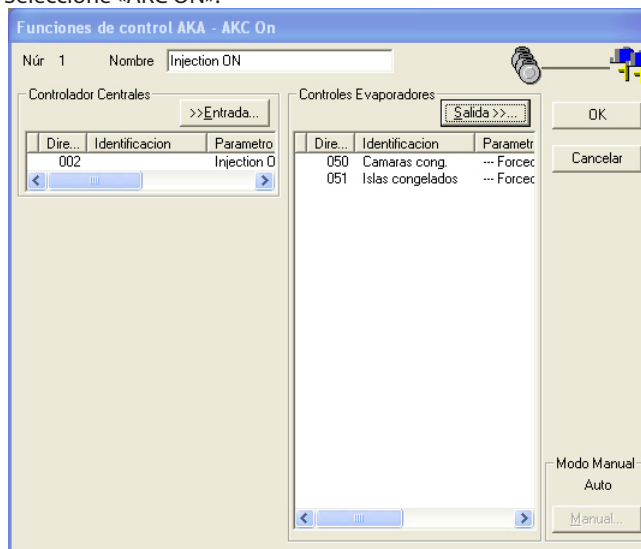 Seleccione «AKC ON».
Funciones de control AKA - AKC On
Núr 1 Nombre Injection ON
Controlador Centrales
>>Entrada...
Dire... Identificacion Parametro
002 Injection O
Controles Evaporadores
Salida >>...
Dire... Identificacion Parametr
050 Camaras cong. --- Forcec
051 Islas congelados --- Forcec
OK
Cancelar
Modo Manual
Auto
Manual...